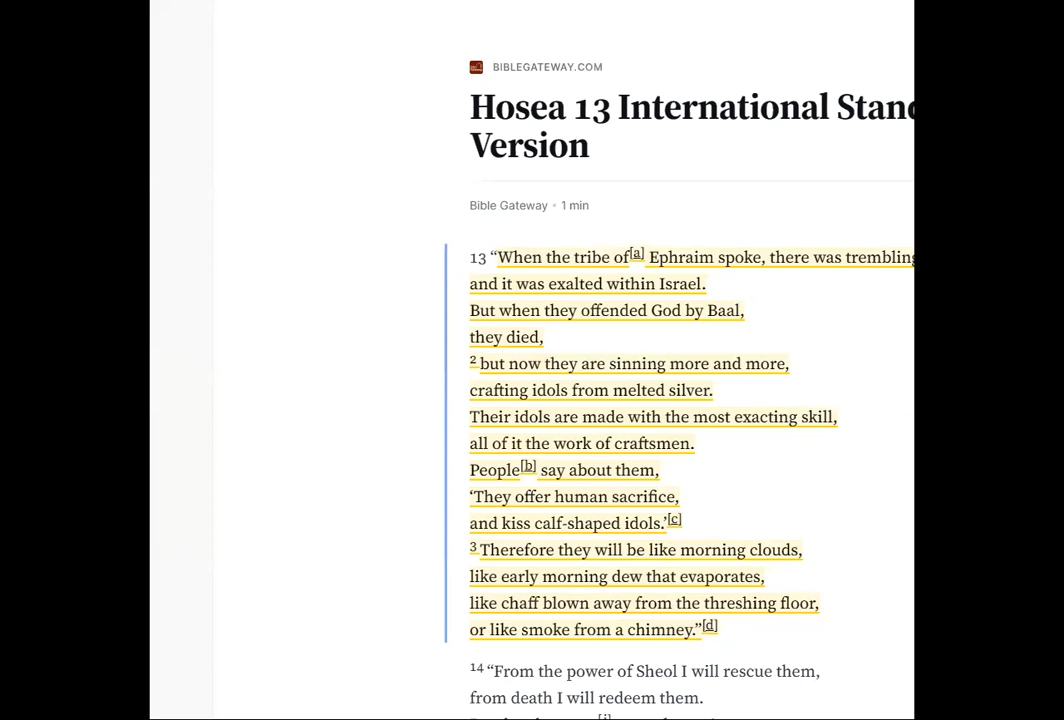 BIBLEGATEWAY.COM
Hosea 13 International Stand
Version
Bible Gateway • 1 min
13 “When the tribe of[a] Ephraim spoke, there was trembling
and it was exalted within Israel.
But when they offended God by Baal,
they died,
2 but now they are sinning more and more,
crafting idols from melted silver.
Their idols are made with the most exacting skill,
all of it the work of craftsmen.
People[b] say about them,
‘They offer human sacrifice,
and kiss calf-shaped idols.’[c]
3 Therefore they will be like morning clouds,
like early morning dew that evaporates,
like chaff blown away from the threshing floor,
or like smoke from a chimney.”[d]
14 “From the power of Sheol I will rescue them,
from death I will redeem them.